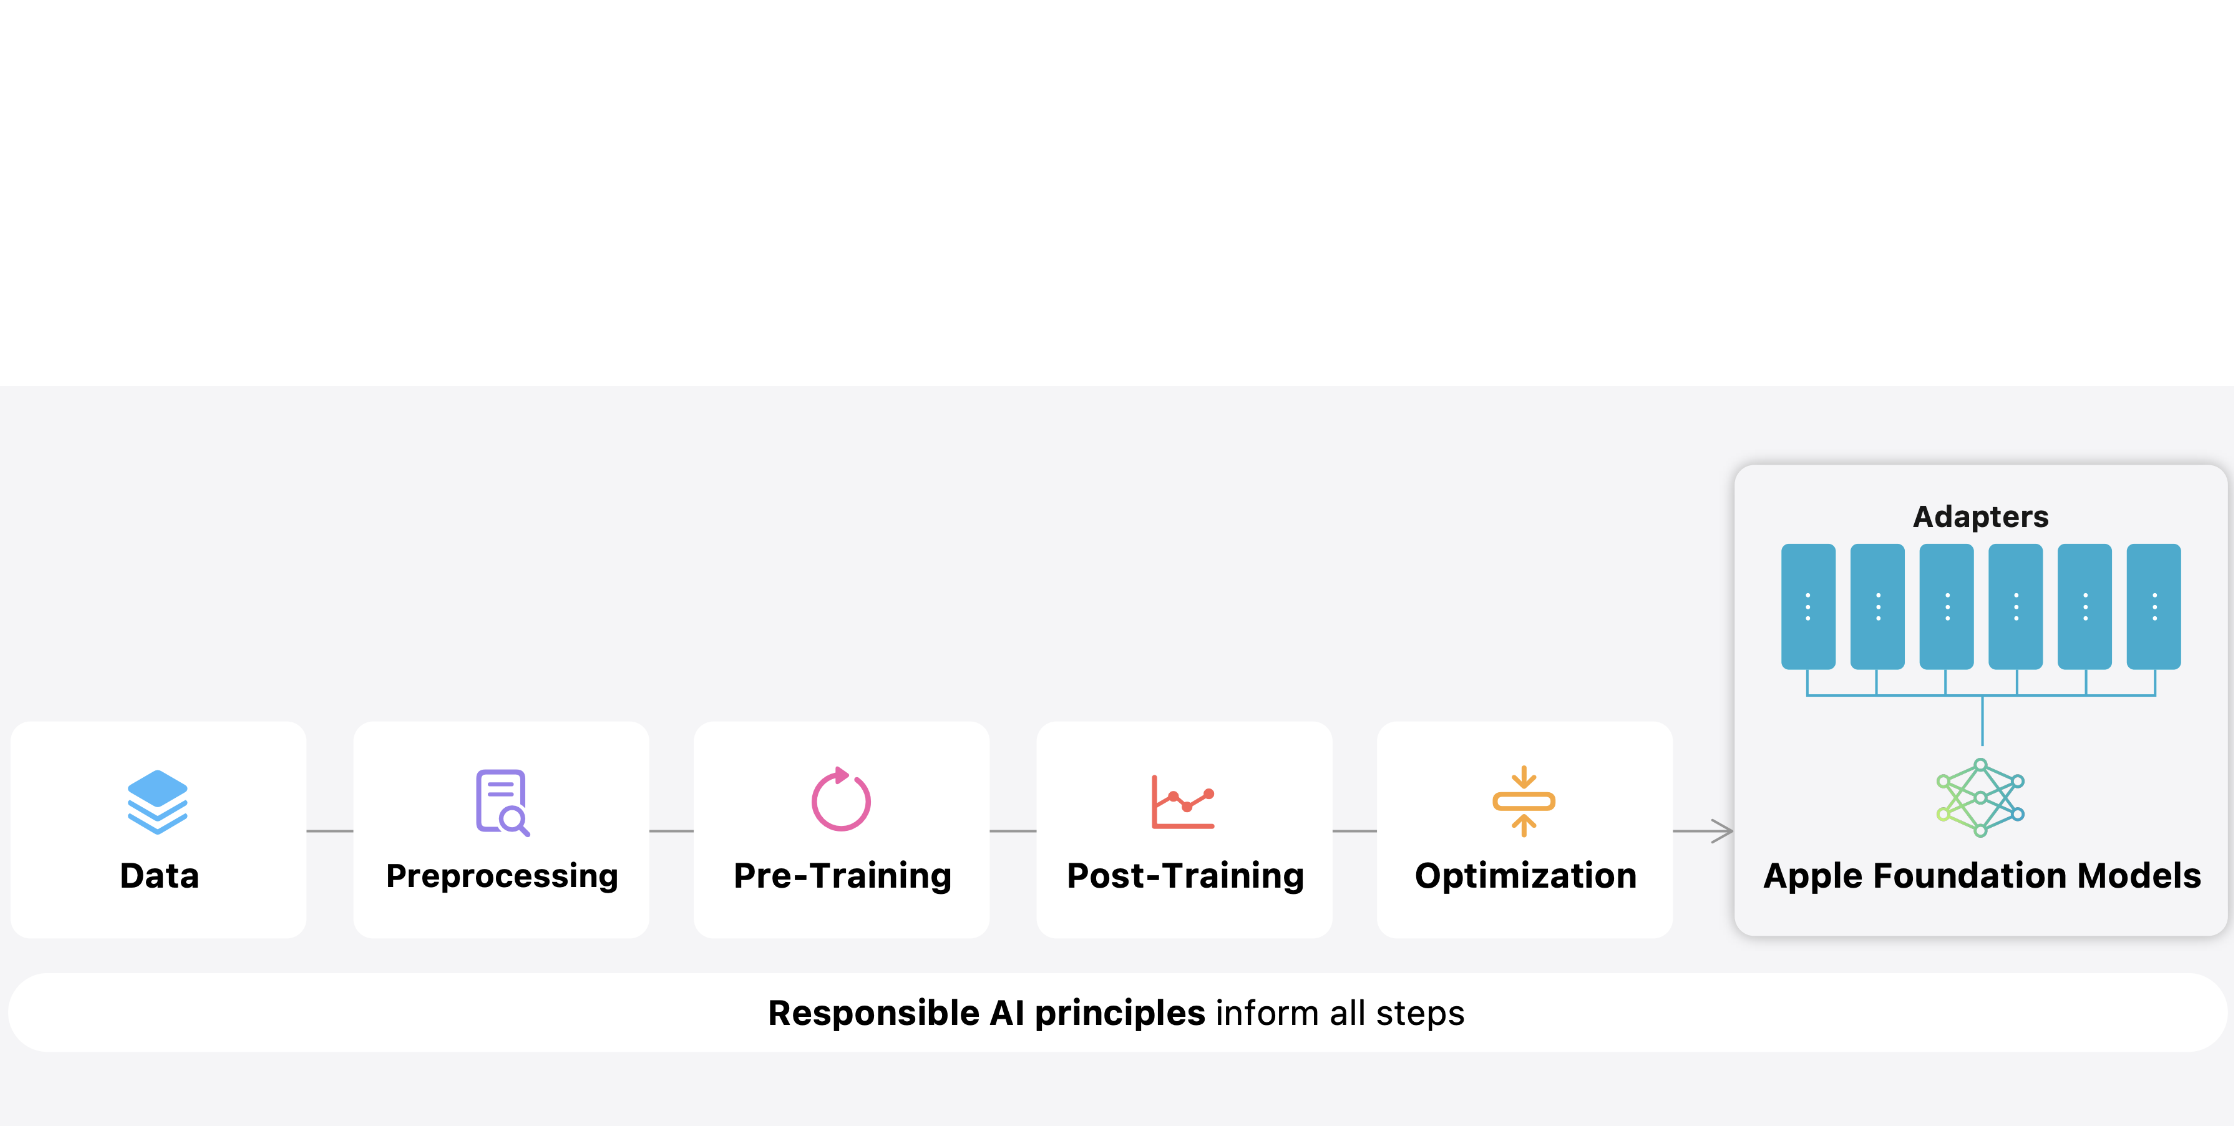 Adapters
Data
Preprocessing
Pre-Training
Post-Training
Optimization
Apple Foundation Models
Responsible AI principles inform all steps